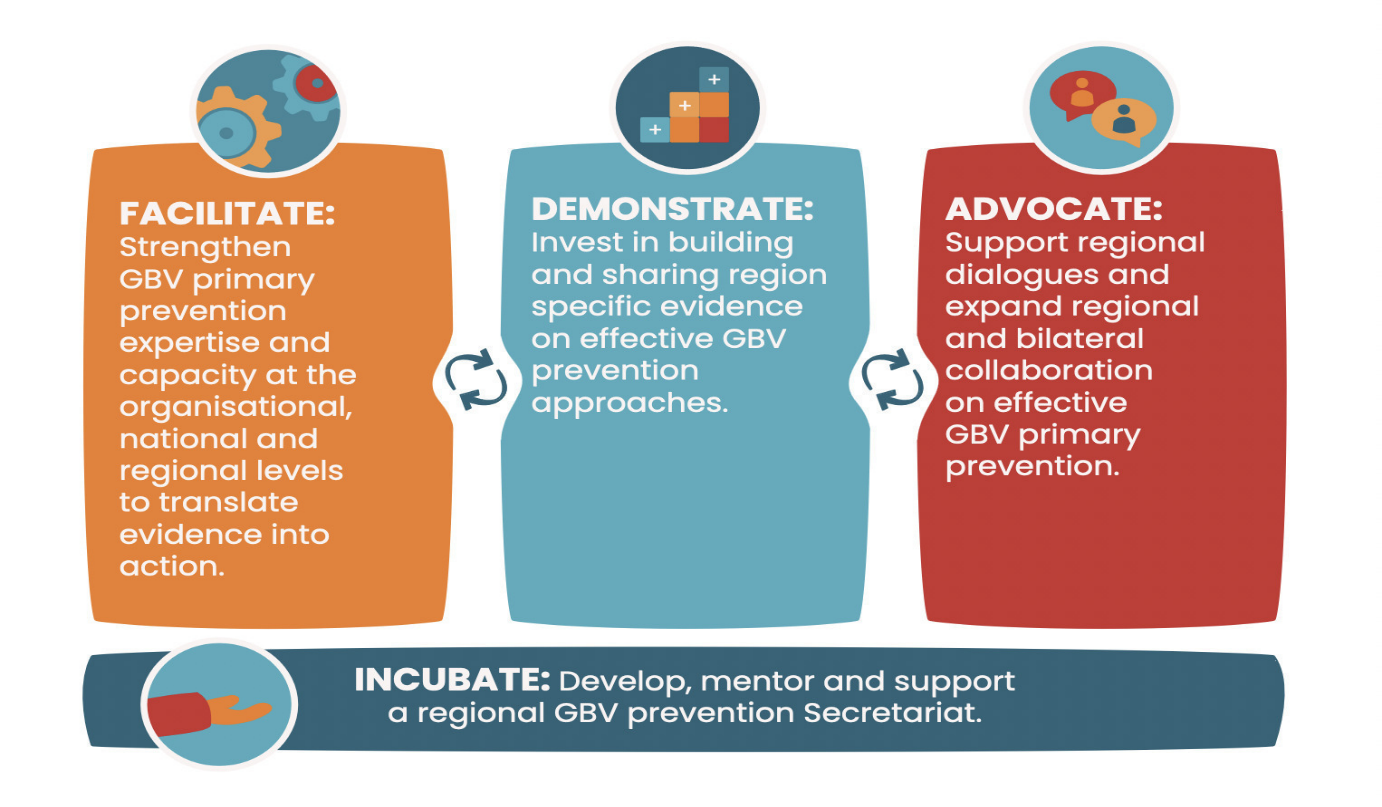 FACILITATE:
Strengthen
GBV primary
prevention
expertise and
capacity at the
organisational,
national and
regional levels
to translate
evidence into
action.
DEMONSTRATE:
Invest in building
and sharing region
specific evidence
on effective GBV
prevention
approaches.
ADVOCATE:
Support regional
dialogues and
expand regional
and bilateral
collaboration
on effective
GBV primary
prevention.
INCUBATE: Develop, mentor and support
a regional GBV prevention Secretariat.